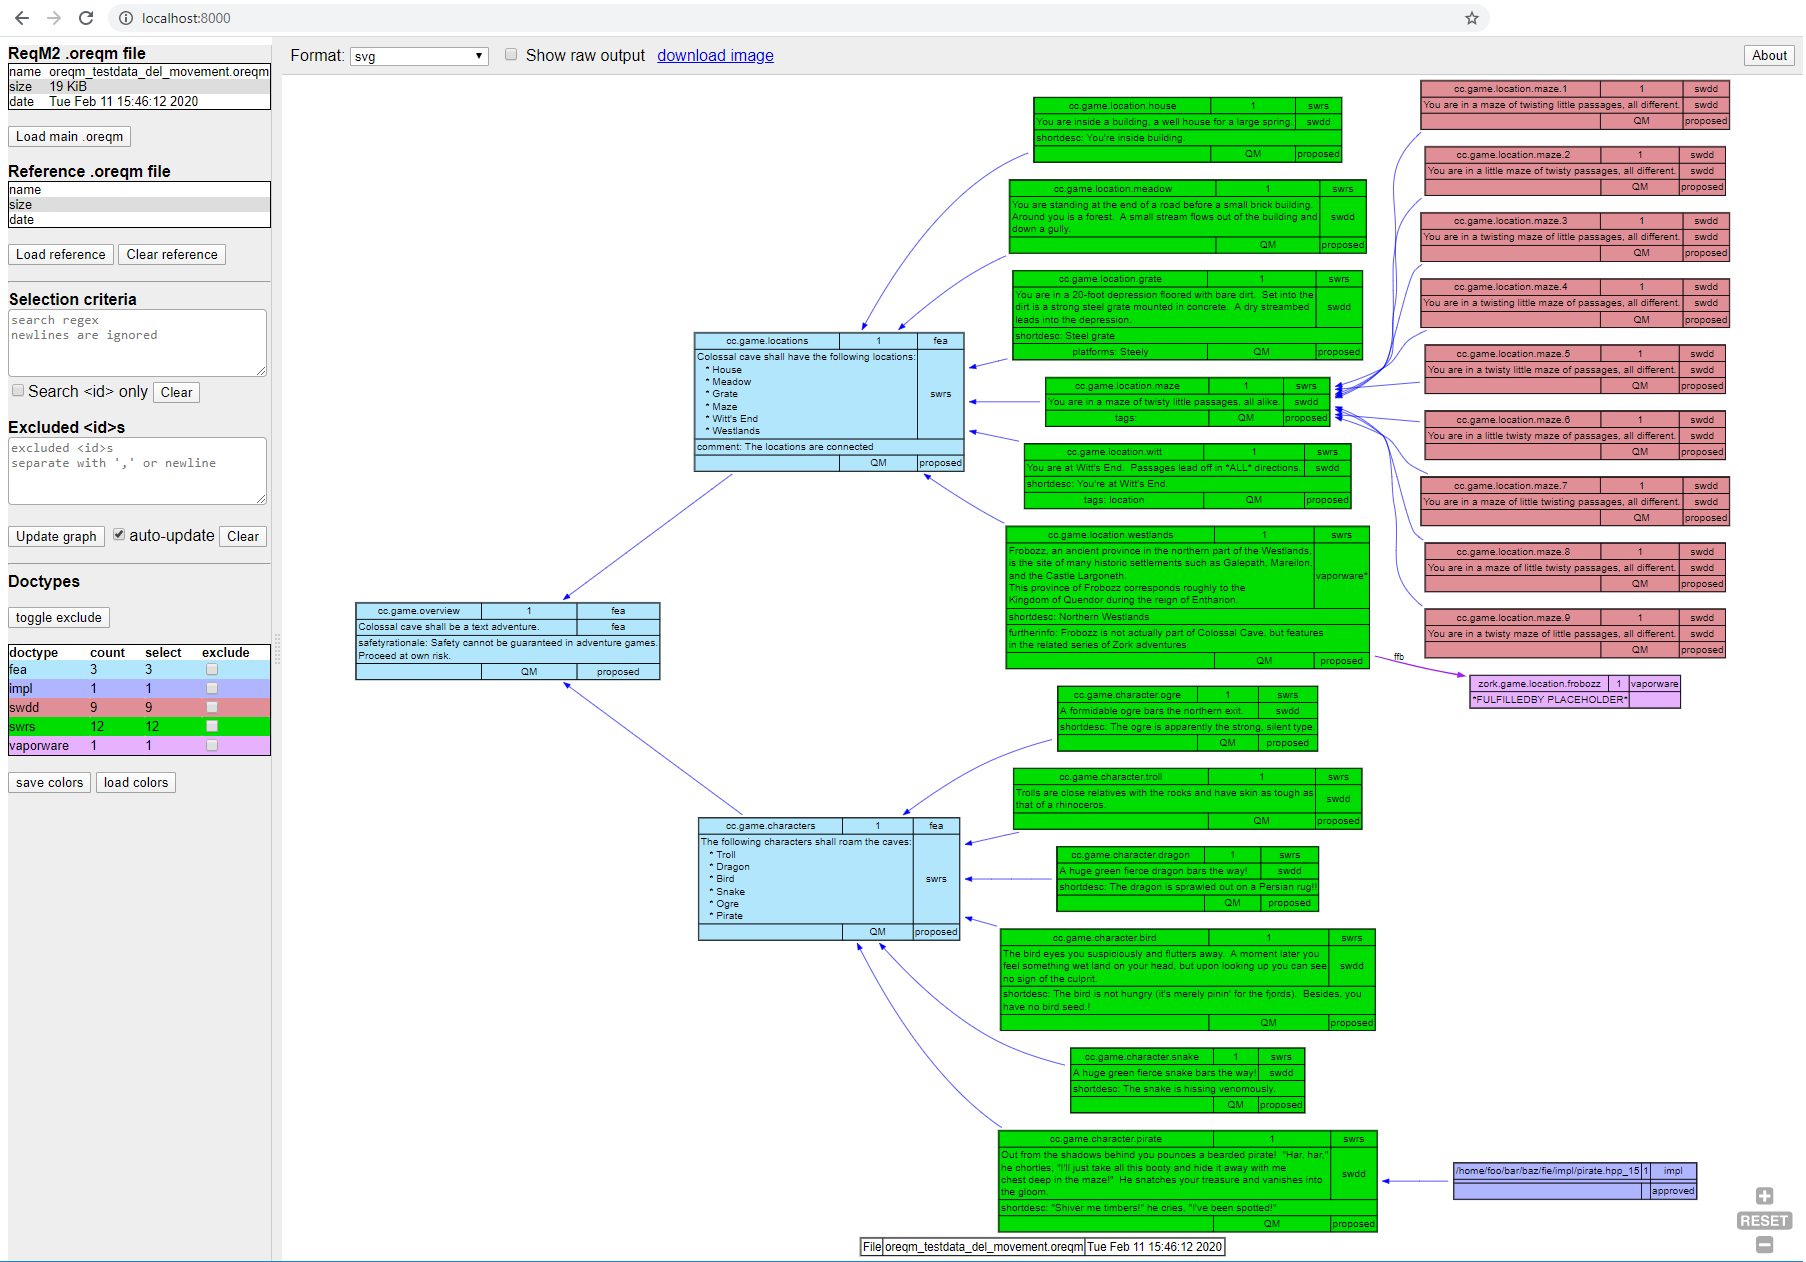 localhost:8000
ReqM2 .oreqm file
name oreqm_testdata_del_movement.oreqm
size 19 KiB
date Tue Feb 11 15:46:12 2020
Load main .oreqm
Reference .oreqm file
name
size
date
Load reference Clear reference
Selection criteria
search regex
newlines are ignored
Search <id> only Clear
Excluded <id>s
excluded <id>s
separate with ',' or newline
Update graph auto-update Clear
Doctypes
toggle exclude
doctype count select exclude
fea 3 3
impl 1 1
swdd 9 9
swrs 12 12
vaporware 1 1
save colors load colors
Format: svg Show raw output download image About
cc.game.overview 1 fea
Colossal cave shall be a text adventure. fea
safetyrationale: Safety cannot be guaranteed in adventure games.
Proceed at own risk.
QM proposed
cc.game.locations 1 fea
Colossal cave shall have the following locations:
* House
* Meadow
* Grate
* Maze
* Witt's End
* Westlands
swrs
comment: The locations are connected
QM proposed
cc.game.characters 1 fea
The following characters shall roam the caves:
* Troll
* Dragon
* Bird
* Snake
* Ogre
* Pirate
swrs
QM proposed
cc.game.location.house 1 swrs
You are inside a building, a well house for a large spring. swdd
shortdesc: You're inside building.
QM proposed
cc.game.location.meadow 1 swrs
You are standing at the end of a road before a small brick building.
Around you is a forest. A small stream flows out of the building and swdd
down a gully.
QM proposed
cc.game.location.grate 1 swrs
You are in a 20-foot depression floored with bare dirt. Set into the
dirt is a strong steel grate mounted in concrete. A dry streambed swdd
leads into the depression.
shortdesc: Steel grate
platforms: Steely QM proposed
cc.game.location.maze 1 swrs
You are in a maze of twisty little passages, all alike. swdd
tags: QM proposed
cc.game.location.witt 1 swrs
You are at Witt's End. Passages lead off in *ALL* directions. swdd
shortdesc: You're at Witt's End.
tags: location QM proposed
cc.game.location.westlands 1 swrs
Frobozz, an ancient province in the northern part of the Westlands,
is the site of many historic settlements such as Galepath, Mareilon,
and the Castle Largoneth. vaporware*
This province of Frobozz corresponds roughly to the
Kingdom of Quendor during the reign of Entharion.
shortdesc: Northern Westlands
furtherinfo: Frobozz is not actually part of Colossal Cave, but features
in the related series of Zork adventures
QM proposed
cc.game.character.ogre 1 swrs
A formidable ogre bars the northern exit. swdd
shortdesc: The ogre is apparently the strong, silent type.
QM proposed
cc.game.character.troll 1 swrs
Trolls are close relatives with the rocks and have skin as tough as
that of a rhinoceros. swdd
QM proposed
cc.game.character.dragon 1 swrs
A huge green fierce dragon bars the way! swdd
shortdesc: The dragon is sprawled out on a Persian rug!!
QM proposed
cc.game.character.bird 1 swrs
The bird eyes you suspiciously and flutters away. A moment later you
feel something wet land on your head, but upon looking up you can see swdd
no sign of the culprit.
shortdesc: The bird is not hungry (it's merely pinin' for the fjords). Besides, you
have no bird seed.!
QM proposed
cc.game.character.snake 1 swrs
A huge green fierce snake bars the way! swdd
shortdesc: The snake is hissing venomously.
QM proposed
cc.game.character.pirate 1 swrs
Out from the shadows behind you pounces a bearded pirate! "Har, har,"
he chortles, "I'll just take all this booty and hide it away with me
chest deep in the maze!" He snatches your treasure and vanishes into swdd
the gloom.
shortdesc: "Shiver me timbers!" he cries, "I've been spotted!"
QM proposed
cc.game.location.maze.1 1 swdd
You are in a maze of twisting little passages, all different. swdd
QM proposed
cc.game.location.maze.2 1 swdd
You are in a little maze of twisty passages, all different. swdd
QM proposed
cc.game.location.maze.3 1 swdd
You are in a twisting maze of little passages, all different. swdd
QM proposed
cc.game.location.maze.4 1 swdd
You are in a twisting little maze of passages, all different. swdd
QM proposed
cc.game.location.maze.5 1 swdd
You are in a twisty little maze of passages, all different. swdd
QM proposed
cc.game.location.maze.6 1 swdd
You are in a little twisty maze of passages, all different. swdd
QM proposed
cc.game.location.maze.7 1 swdd
You are in a maze of little twisting passages, all different. swdd
QM proposed
cc.game.location.maze.8 1 swdd
You are in a maze of little twisty passages, all different. swdd
QM proposed
cc.game.location.maze.9 1 swdd
You are in a twisty maze of little passages, all different. swdd
QM proposed
ffb
zork.game.location.frobozz 1 vaporware
*FULFILLEDBY PLACEHOLDER*
/home/foo/bar/baz/fie/impl/pirate.hpp_15 1 impl
approved
RESET
File oreqm_testdata_del_movement.oreqm Tue Feb 11 15:46:12 2020